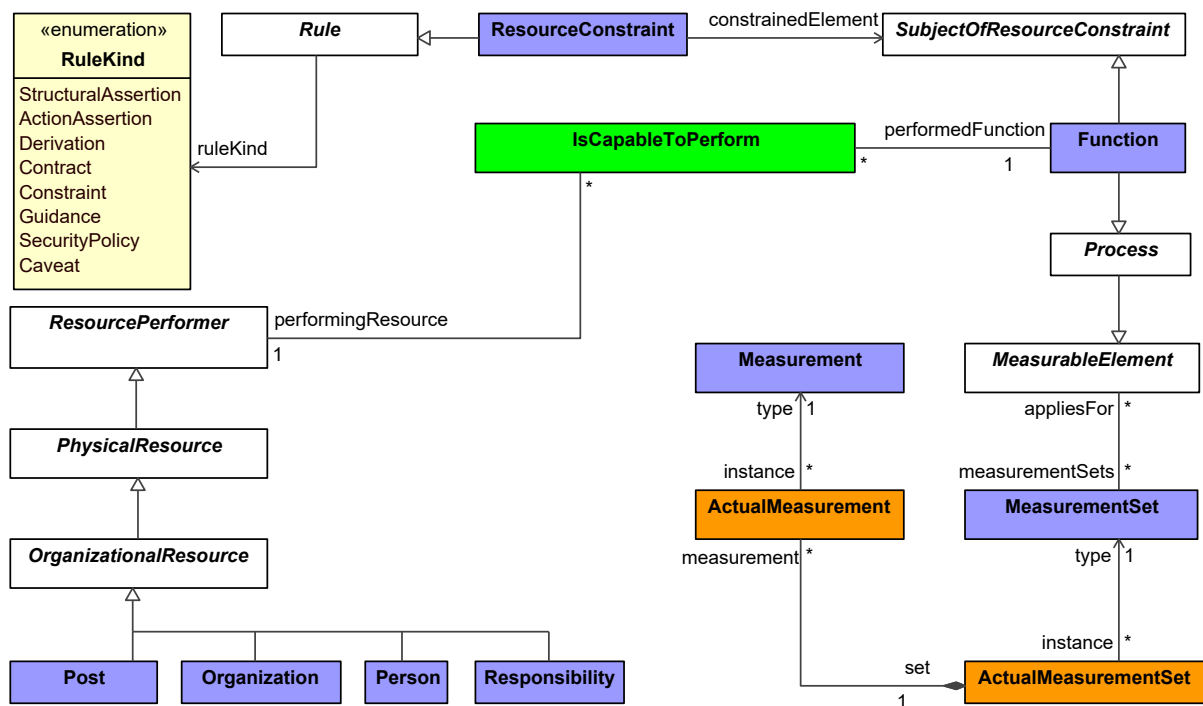 «enumeration»
RuleKind
StructuralAssertion
ActionAssertion
Derivation
Contract
Constraint
Guidance
SecurityPolicy
Caveat
Rule
ResourceConstraint
constrainedElement
SubjectOfResourceConstraint
ruleKind
IsCapableToPerform
performedFunction
*
1
Function
*
Process
ResourcePerformer
performingResource
1
Measurement
MeasurableElement
type 1
appliesFor *
PhysicalResource
instance *
measurementSets *
ActualMeasurement
MeasurementSet
OrganizationalResource
measurement *
type 1
instance *
Post
Organization
Person
Responsibility
set
1
ActualMeasurementSet